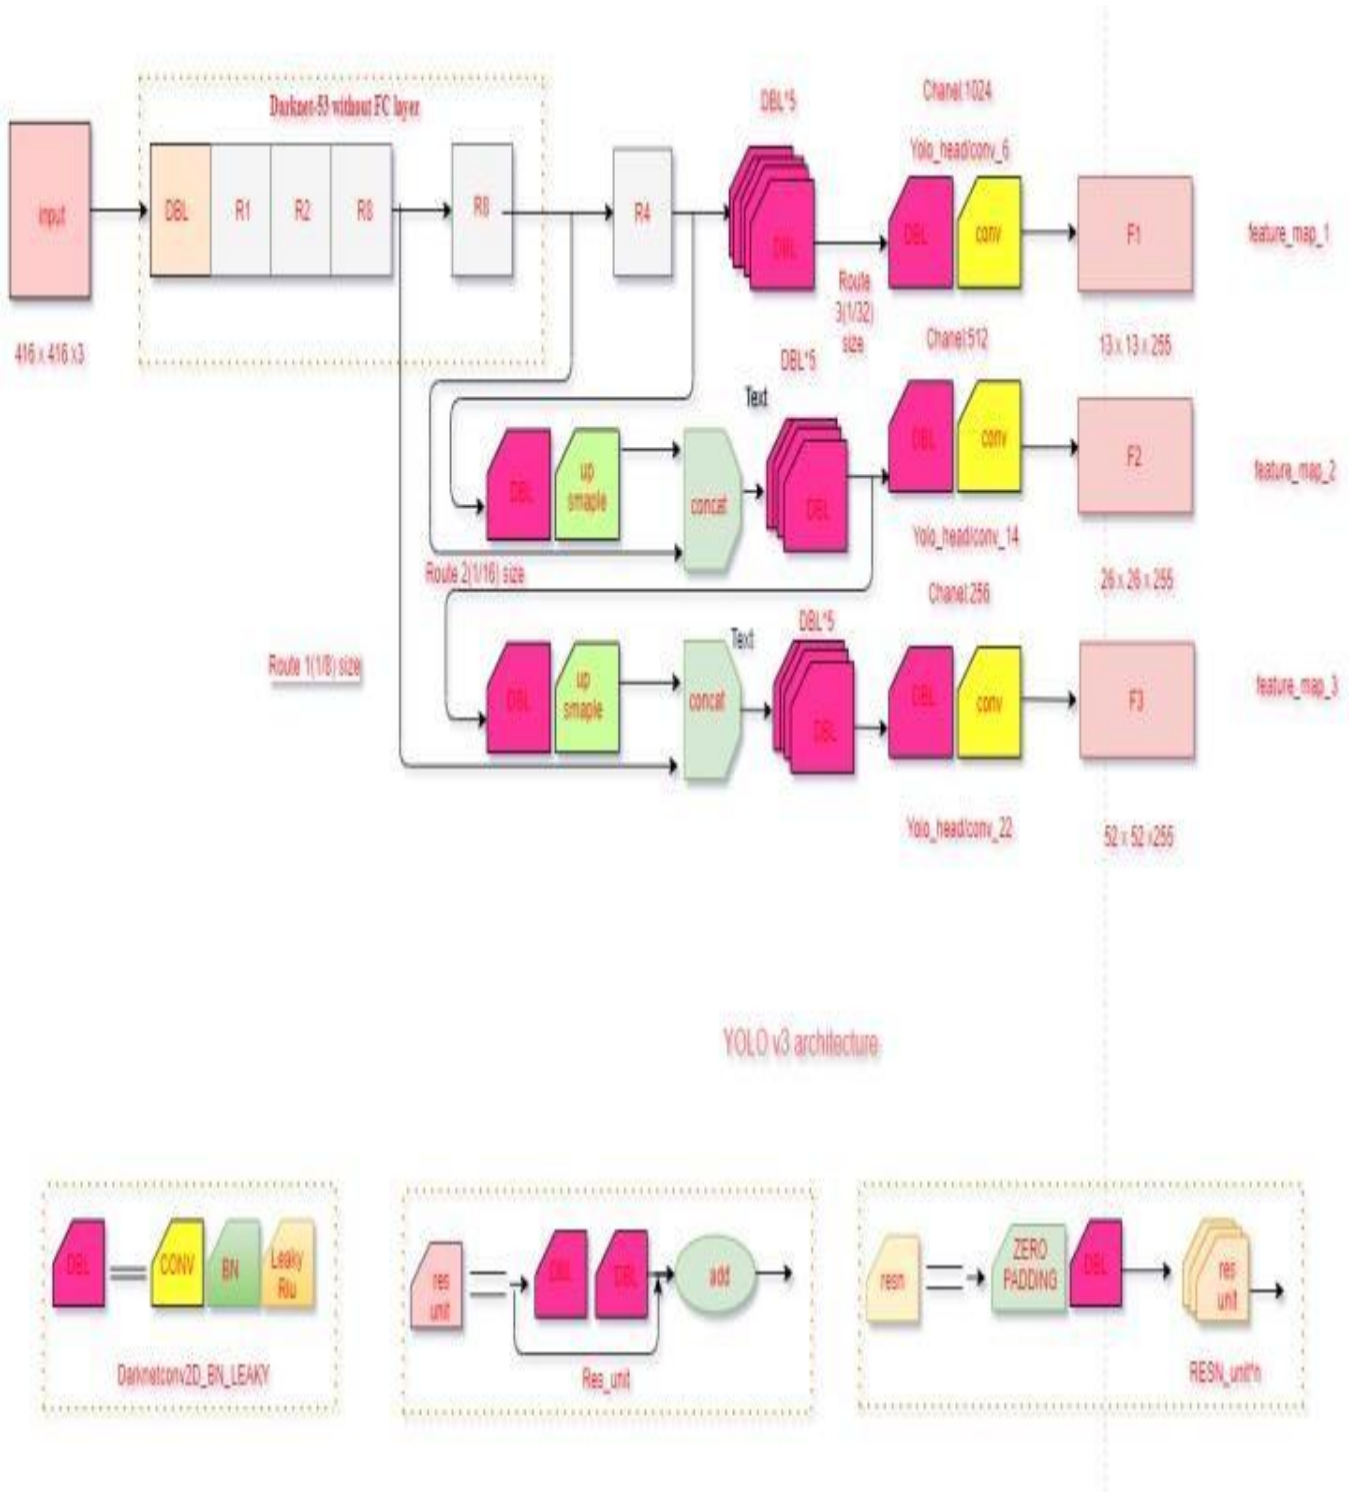 Darknet-53 without FC layer
input
DBL
R1
R2
R8
R8
R4
DBL*5
DBL
Chanel:1024
Yolo_head/conv_6
DBL
conv
F1
feature_map_1
416 x 416 x3
Route
3(1/32)
size
13 x 13 x 255
DBL*5
Chanel:512
Text
DBL
up
smaple
concat
DBL
DBL
conv
F2
feature_map_2
Route 2(1/16) size
Yolo_head/conv_14
26 x 26 x 255
Chanel:256
DBL*5
Text
Route 1(1/8) size
DBL
up
smaple
concat
DBL
DBL
conv
F3
feature_map_3
Yolo_head/conv_22
52 x 52 x255
YOLO v3 architecture
DBL
CONV
BN
Leaky
Rlu
Darknetconv2D_BN_LEAKY
res
unit
DBL
DBL
add
Res_unit
resn
ZERO
PADDING
DBL
res
unit
RESN_unit*n